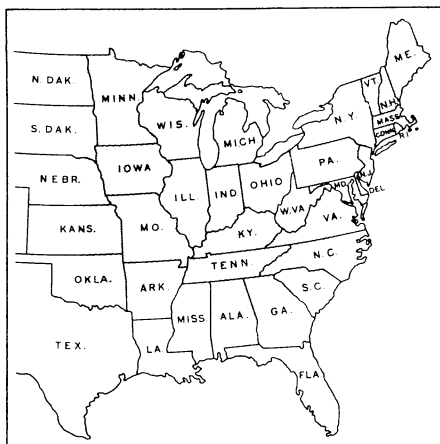 ME.
VT.
N.H.
N. DAK.
MINN.
N.Y.
MASS.
CONN.
R I
S. DAK.
WIS.
MICH.
PA.
N.J.
NEBR.
IOWA
ILL.
IND
OHIO
MD.
DEL.
W.VA
VA.
KANS.
MO.
KY.
N.C.
TENN.
OKLA.
ARK.
S.C.
MISS.
ALA.
GA.
TEX.
LA.
FLA